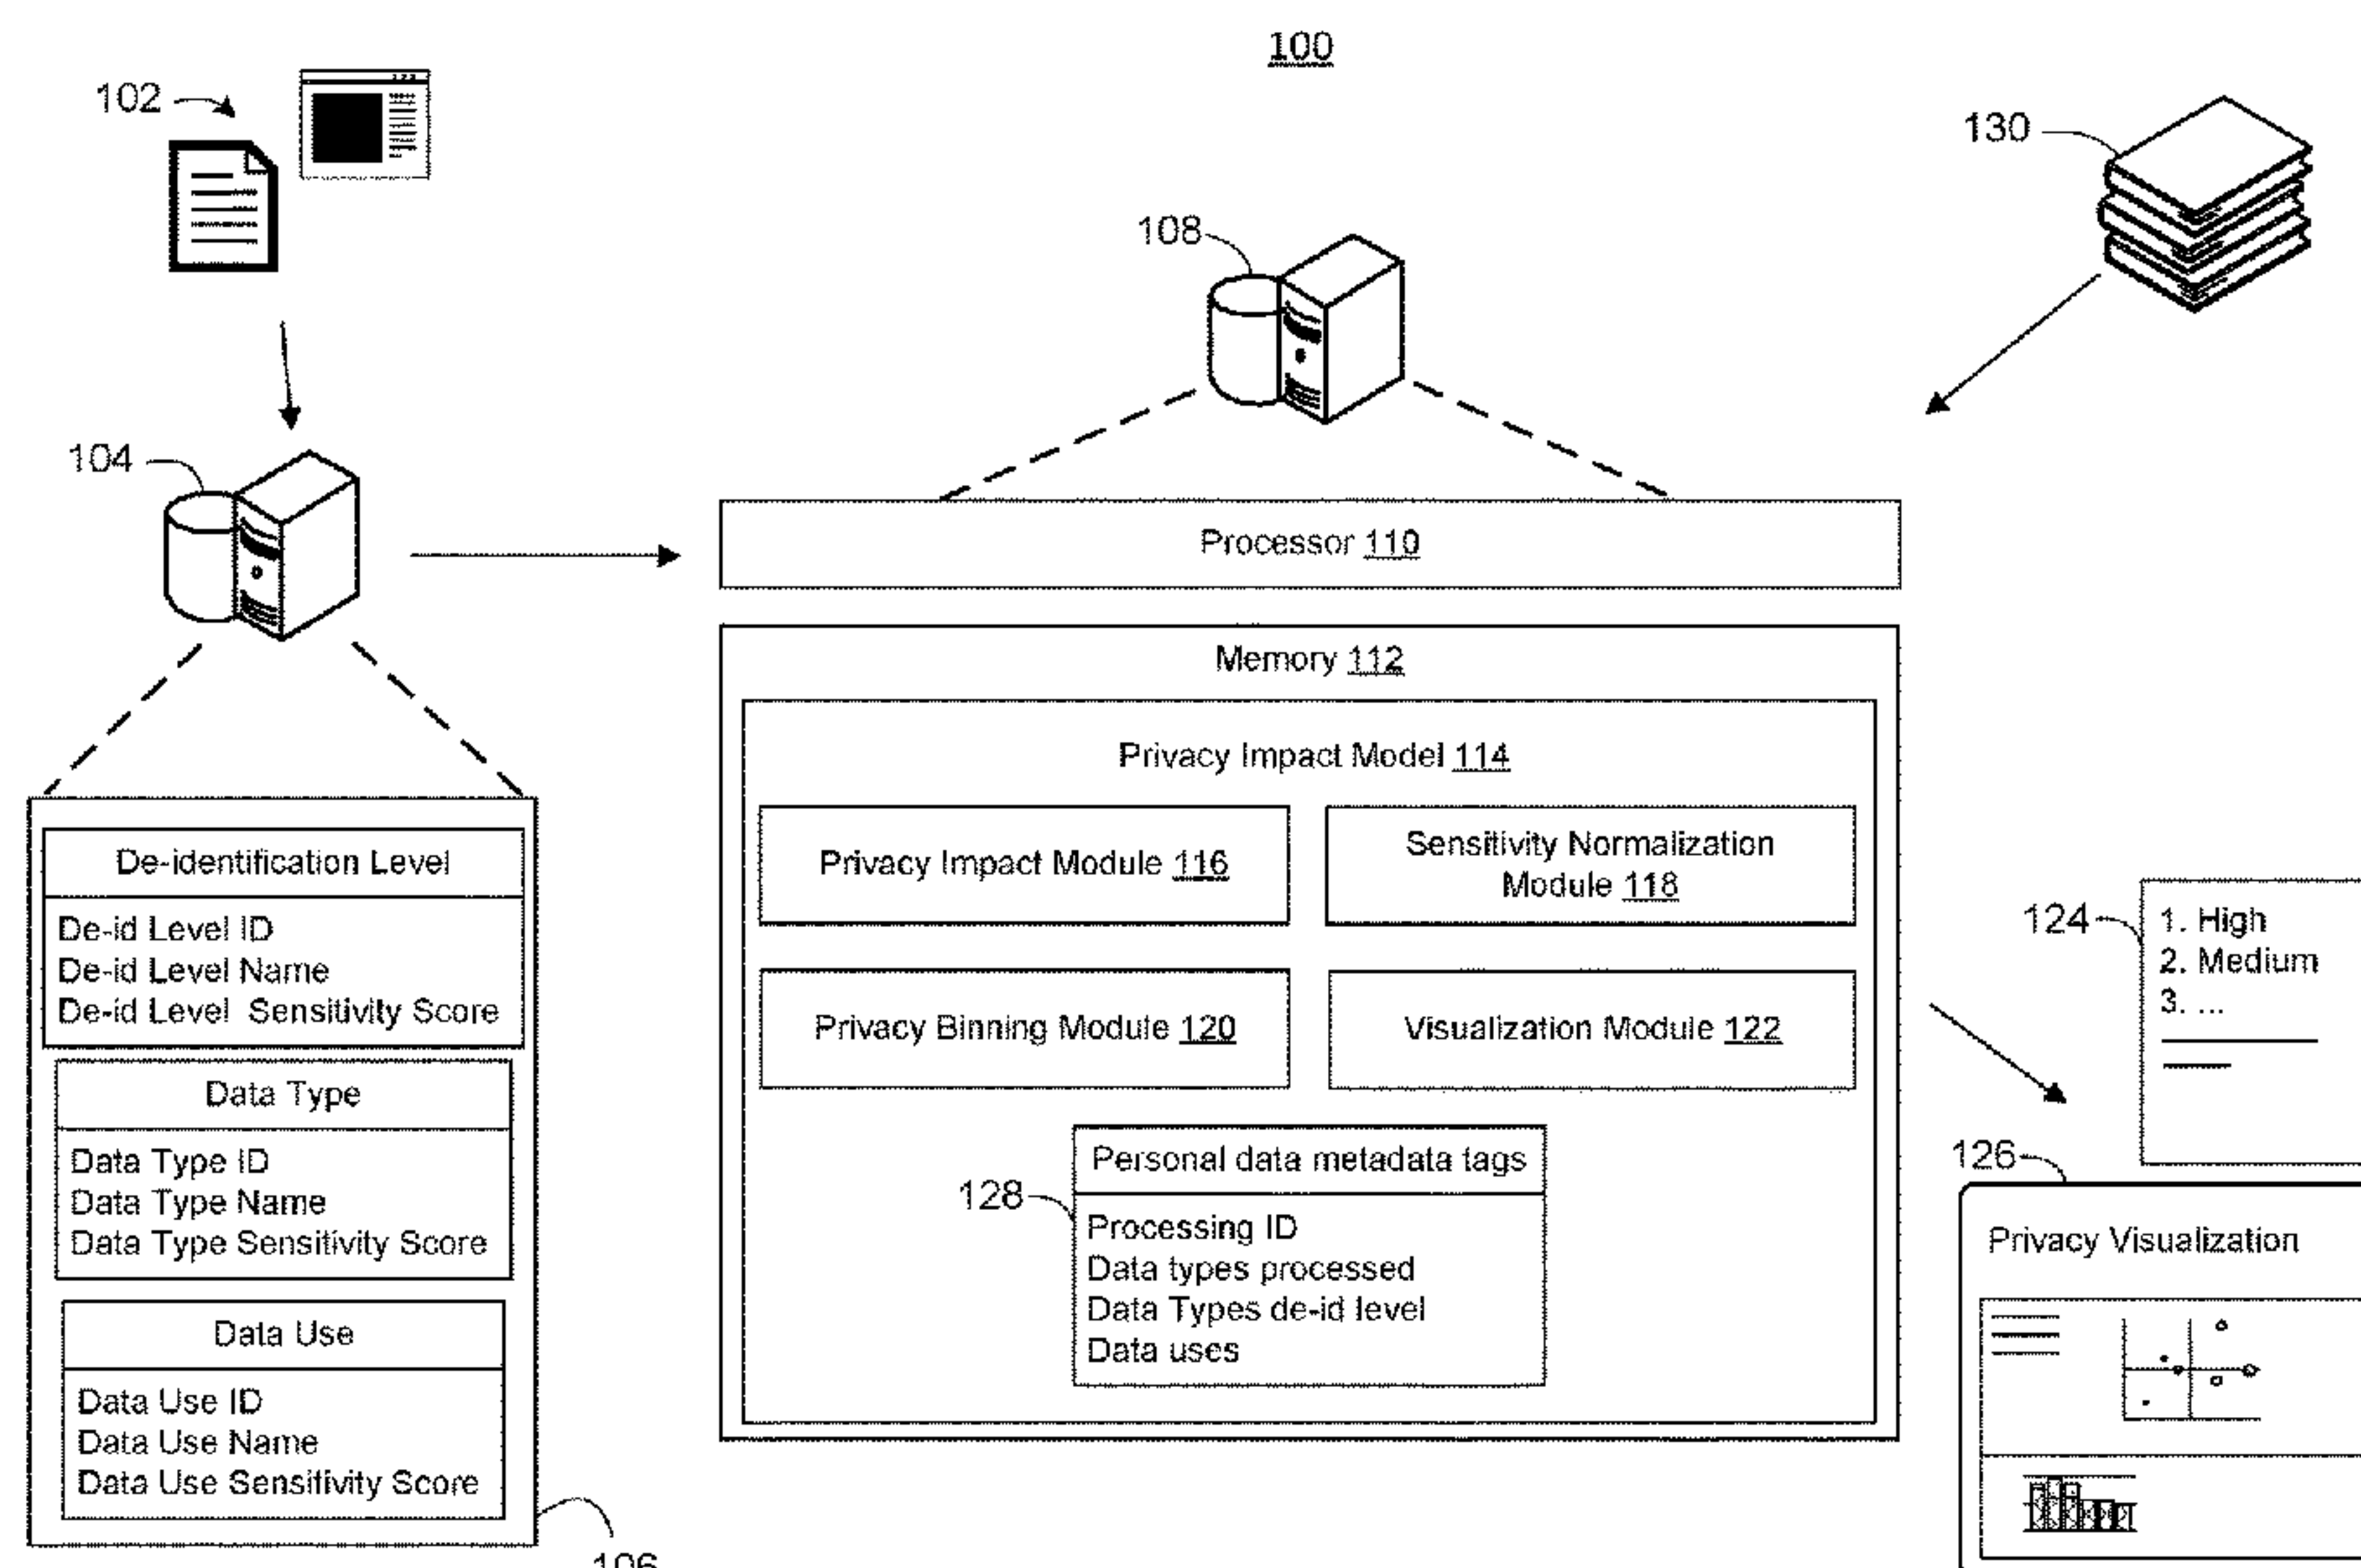 100
102
130
108
104
Processor 110
Memory 112
Privacy Impact Model 114
Privacy Impact Module 116
Sensitivity Normalization
Module 118
Privacy Binning Module 120
Visualization Module 122
Personal data metadata tags
128
Processing ID
Data types processed
Data Types de-id level
Data uses
De-identification Level
De-id Level ID
De-id Level Name
De-id Level Sensitivity Score
Data Type
Data Type ID
Data Type Name
Data Type Sensitivity Score
Data Use
Data Use ID
Data Use Name
Data Use Sensitivity Score
106
124
1. High
2. Medium
3. ...
126
Privacy Visualization